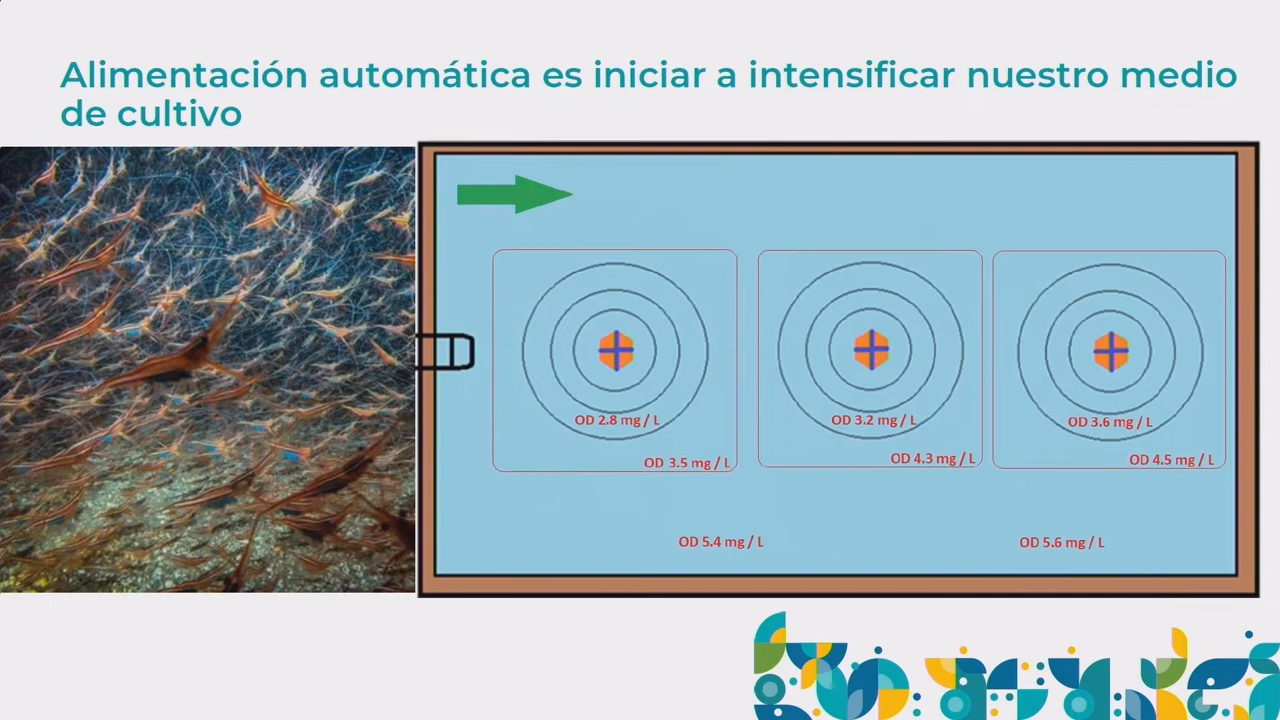 Alimentación automática es iniciar a intensificar nuestro medio
de cultivo
OD 2.8 mg / L
OD 3.2 mg / L
OD 3.6 mg / L
OD 3.5 mg / L
OD 4.3 mg / L
OD 4.5 mg / L
OD 5.4 mg / L
OD 5.6 mg / L